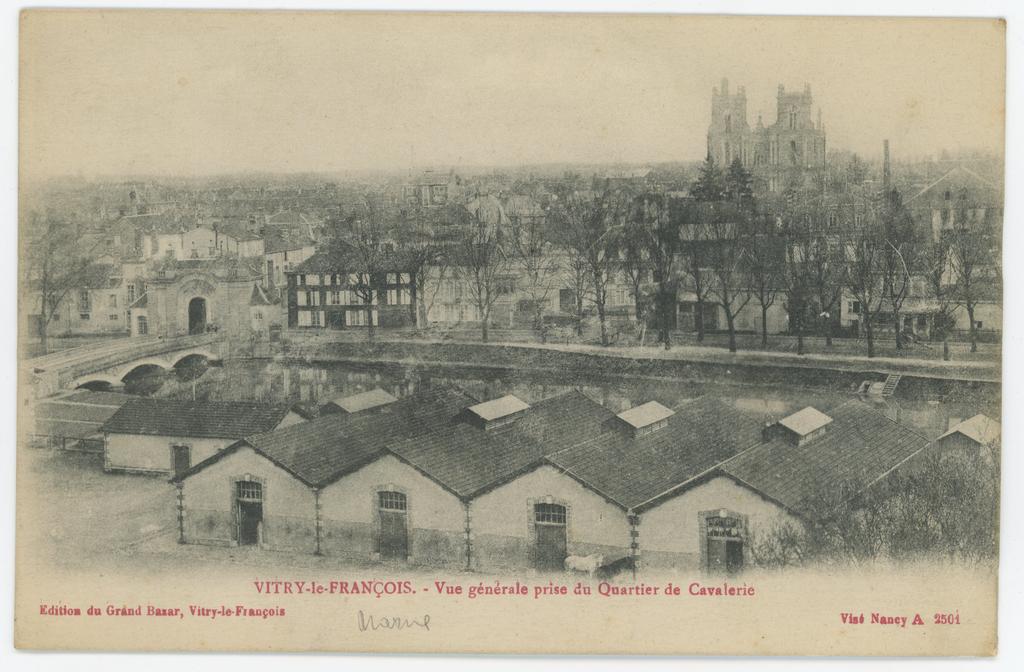 VITRY-le-FRANÇOIS. - Vue générale prise du Quartier de Cavalerie
Edition du Grand Bazar, Vitry-le-François
Marne
Visé Nancy A 2501